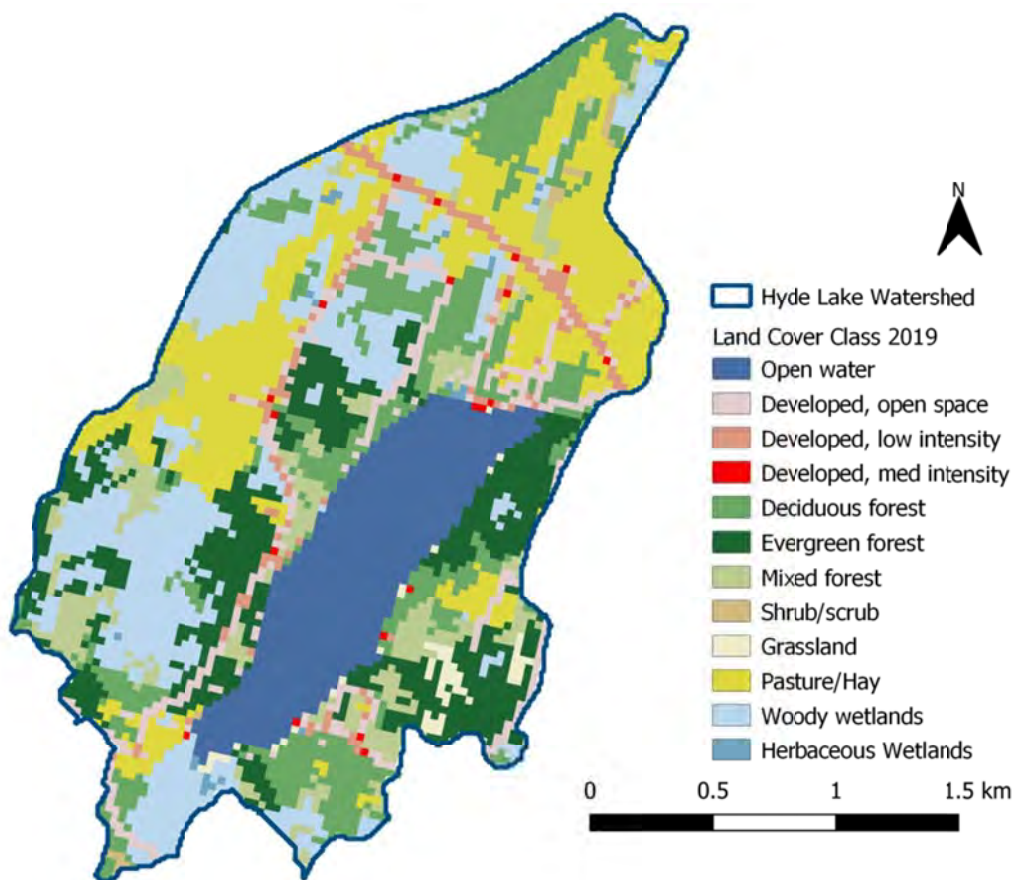 N
Hyde Lake Watershed
Land Cover Class 2019
Open water
Developed, open space
Developed, low intensity
Developed, med intensity
Deciduous forest
Evergreen forest
Mixed forest
Shrub/scrub
Grassland
Pasture/Hay
Woody wetlands
Herbaceous Wetlands
0 0.5 1 1.5 km